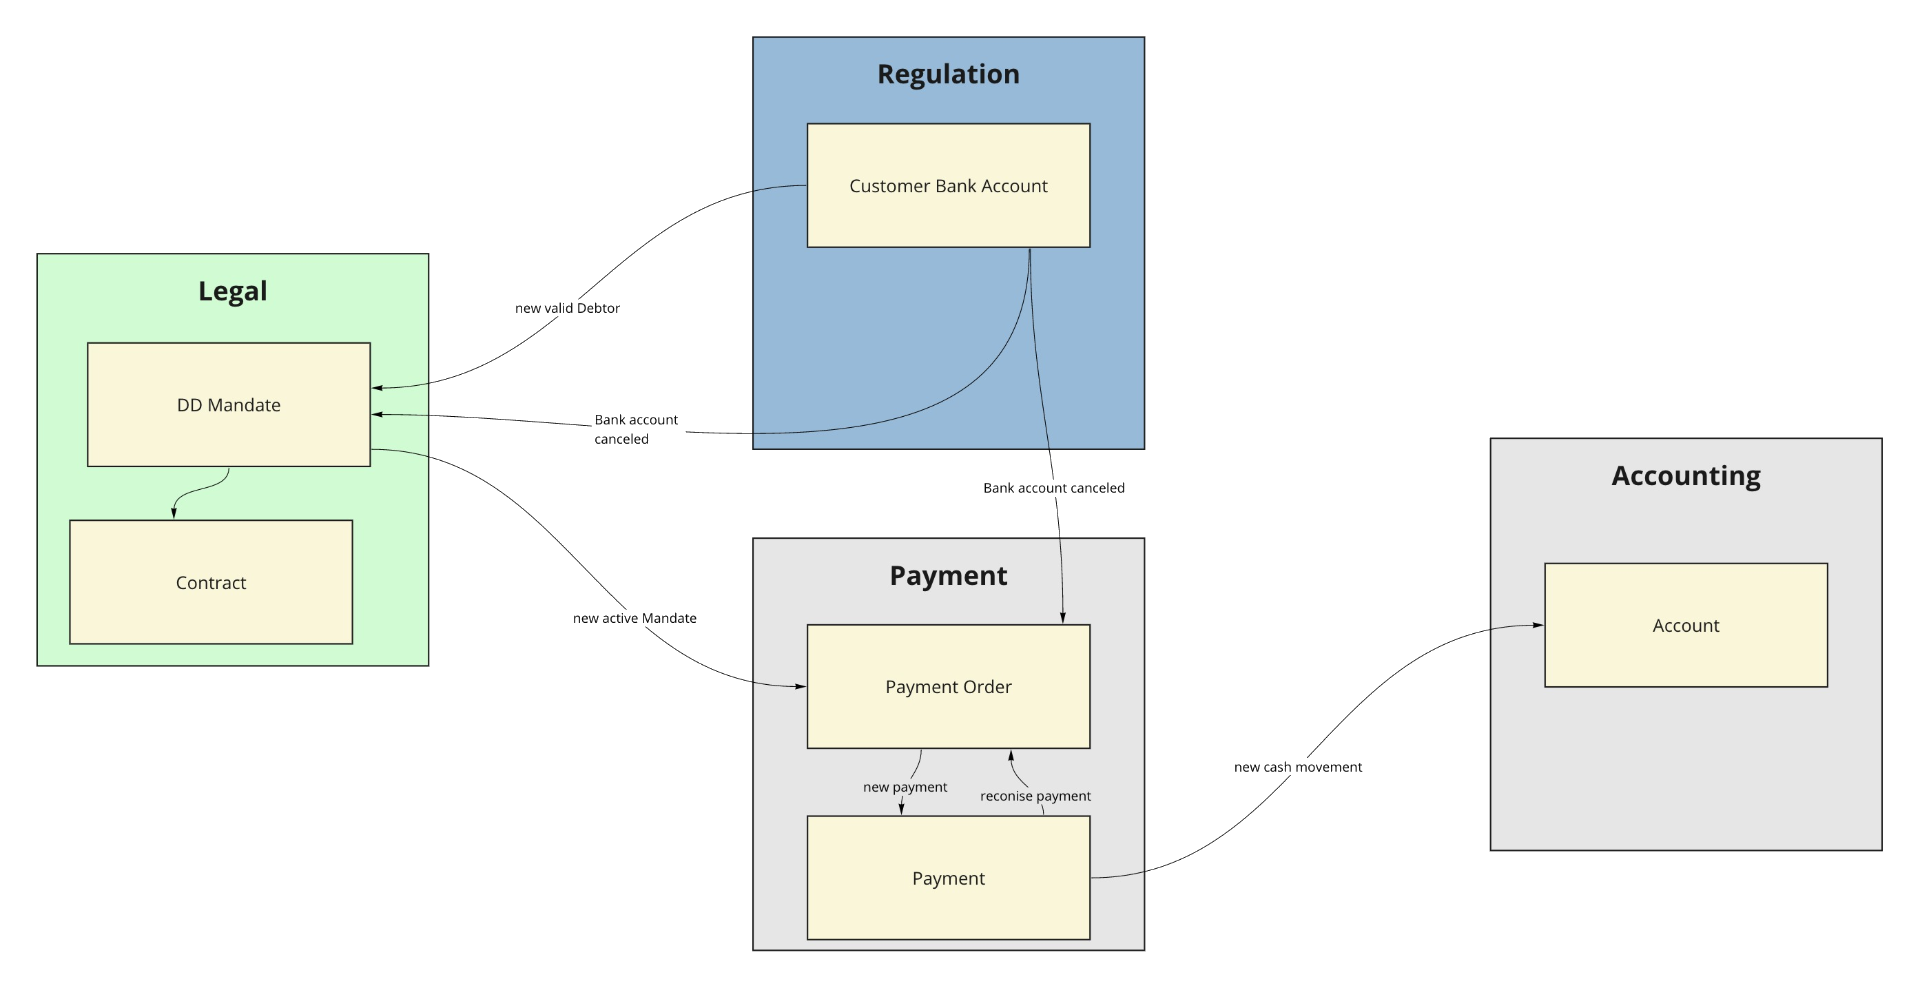 Regulation
Customer Bank Account
Legal
new valid Debtor
DD Mandate
Bank account
canceled
Accounting
Bank account canceled
Contract
Payment
new active Mandate
Account
Payment Order
new cash movement
new payment
reconise payment
Payment